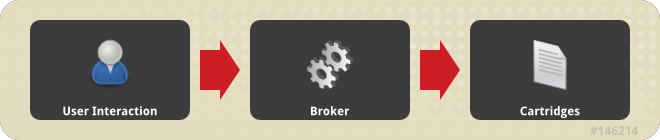 User Interaction
Broker
Cartridges
#146214